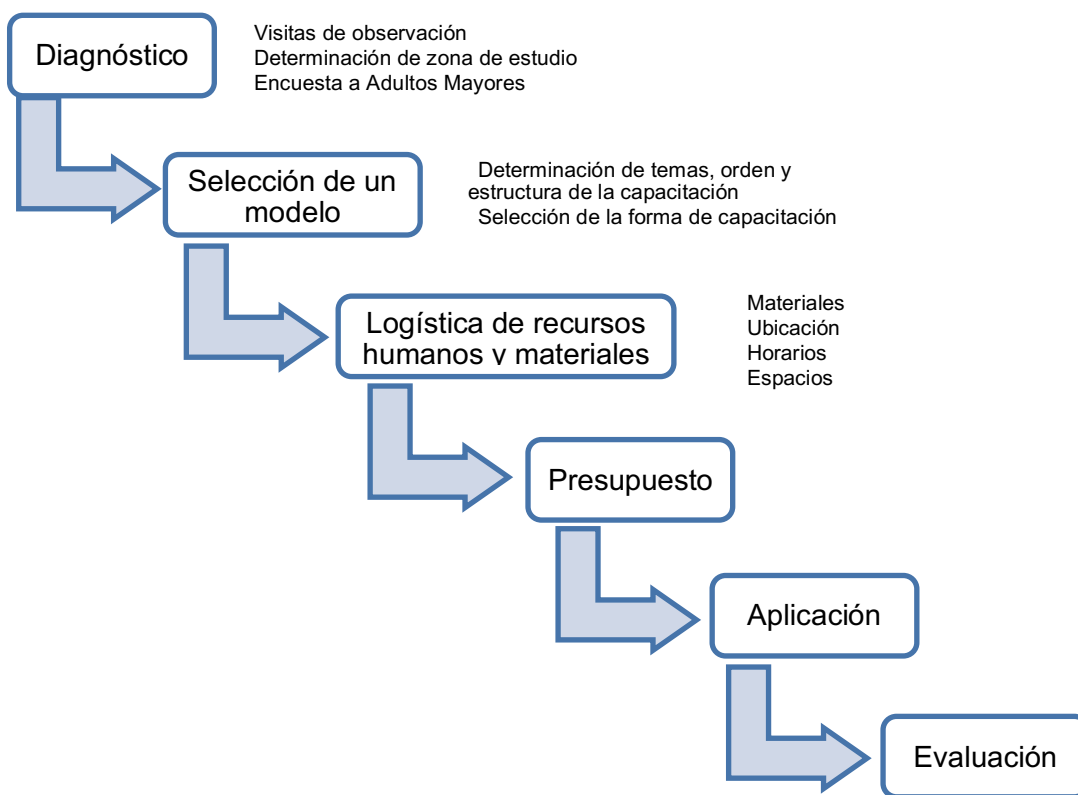 Diagnóstico
Visitas de observación
Determinación de zona de estudio
Encuesta a Adultos Mayores
Selección de un
modelo
Determinación de temas, orden y
estructura de la capacitación
Selección de la forma de capacitación
Logística de recursos
humanos y materiales
Materiales
Ubicación
Horarios
Espacios
Presupuesto
Aplicación
Evaluación